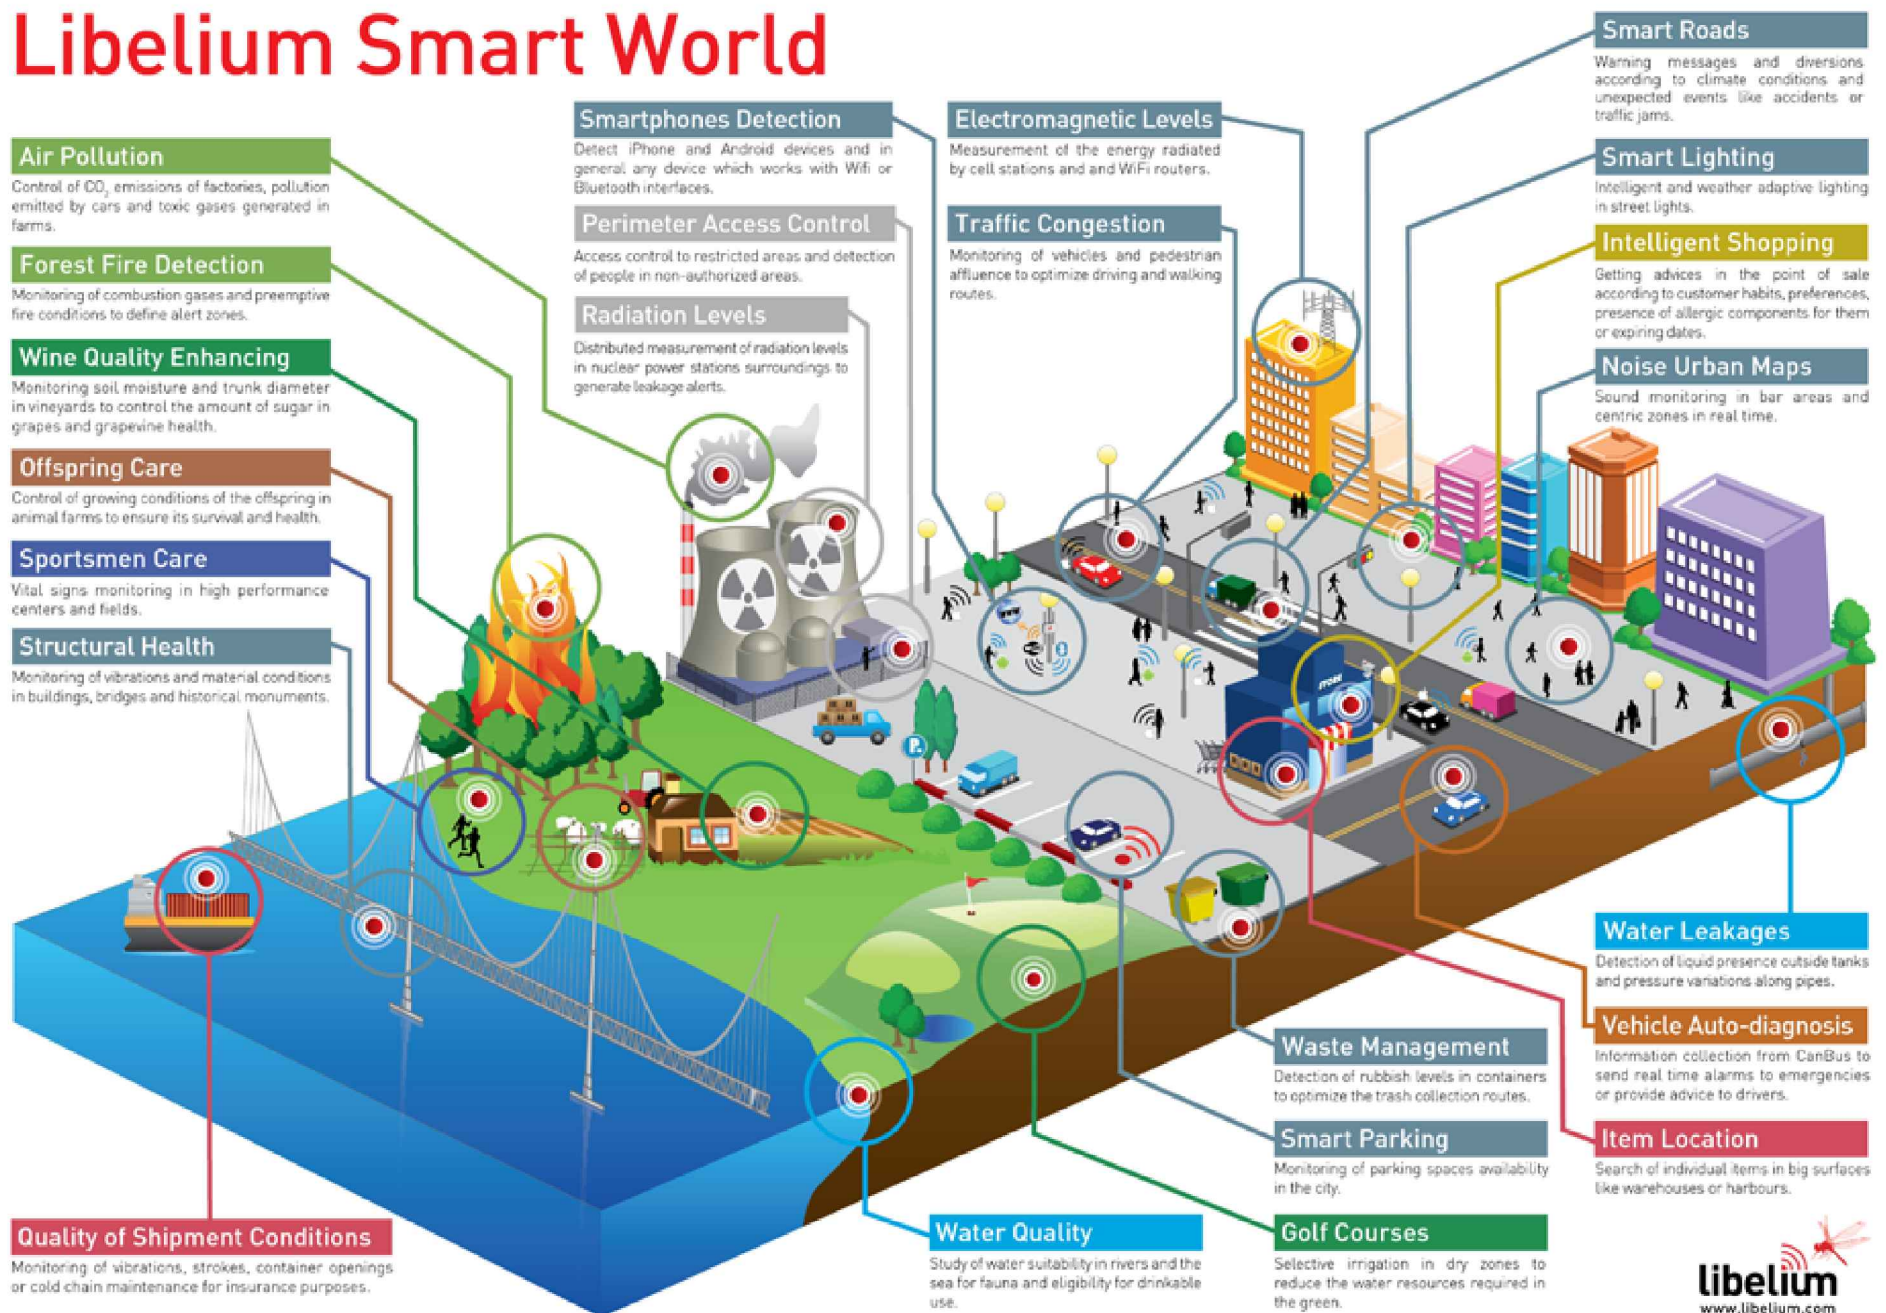 Libelium Smart World
Air Pollution
Control of CO₂ emissions of factories, pollution
emitted by cars and toxic gases generated in
farms.
Forest Fire Detection
Monitoring of combustion gases and preemptive
fire conditions to define alert zones.
Wine Quality Enhancing
Monitoring soil moisture and trunk diameter
in vineyards to control the amount of sugar in
grapes and grapevine health.
Offspring Care
Control of growing conditions of the offspring in
animal farms to ensure its survival and health.
Sportsmen Care
Vital signs monitoring in high performance
centers and fields.
Structural Health
Monitoring of vibrations and material conditions
in buildings, bridges and historical monuments.
Quality of Shipment Conditions
Monitoring of vibrations, strokes, container openings
or cold chain maintenance for insurance purposes.
Smartphones Detection
Detect iPhone and Android devices and in
general any device which works with Wifi or
Bluetooth interfaces.
Perimeter Access Control
Access control to restricted areas and detection
of people in non-authorized areas.
Radiation Levels
Distributed measurement of radiation levels
in nuclear power stations surroundings to
generate leakage alerts.
Electromagnetic Levels
Measurement of the energy radiated
by cell stations and and WiFi routers.
Traffic Congestion
Monitoring of vehicles and pedestrian
affluence to optimize driving and walking
routes.
Smart Roads
Warning messages and diversions
according to climate conditions and
unexpected events like accidents or
traffic jams.
Smart Lighting
Intelligent and weather adaptive lighting
in street lights.
Intelligent Shopping
Getting advices in the point of sale
according to customer habits, preferences,
presence of allergic components for them
or expiring dates.
Noise Urban Maps
Sound monitoring in bar areas and
centric zones in real time.
STORE
P.
Water Leakages
Detection of liquid presence outside tanks
and pressure variations along pipes.
Vehicle Auto-diagnosis
Information collection from CanBus to
send real time alarms to emergencies
or provide advice to drivers.
Item Location
Search of individual items in big surfaces
like warehouses or harbours.
Waste Management
Detection of rubbish levels in containers
to optimize the trash collection routes.
Smart Parking
Monitoring of parking spaces availability
in the city.
Golf Courses
Selective irrigation in dry zones to
reduce the water resources required in
the green.
Water Quality
Study of water suitability in rivers and the
sea for fauna and eligibility for drinkable
use.
libelium
www.libelium.com